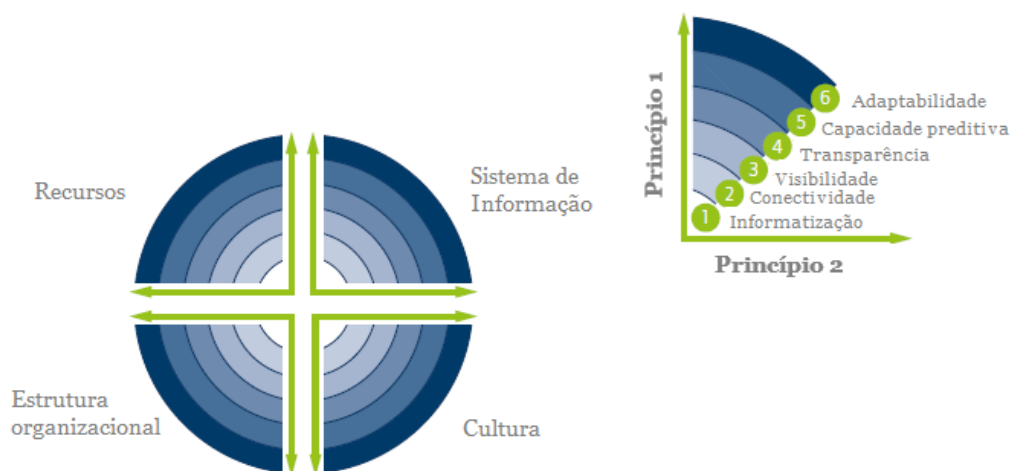 Recursos
Sistema de
Informação
Estrutura
organizacional
Cultura
Princípio 1
6
Adaptabilidade
5
Capacidade preditiva
4
Transparência
3
Visibilidade
2
Conectividade
1
Informatização
Princípio 2